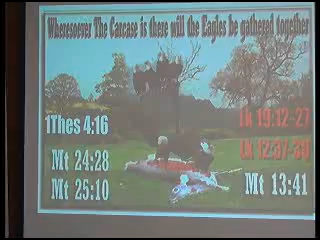 Wheresoever The Carcase is there will the Eagles be gathered together
1Thes 4:16
Lk 19:12-27
Lk 12:37-38
Mt 24:28
Mt 25:10
Mt 13:41